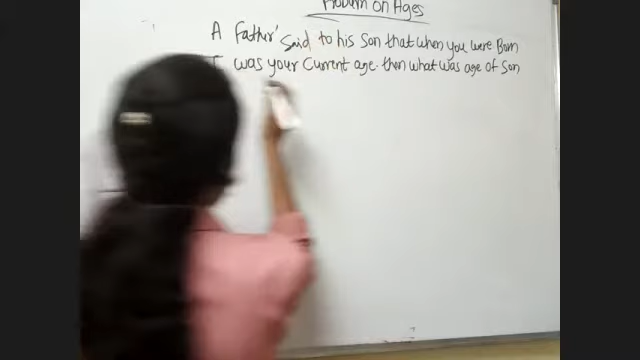 Problem on Ages
A Father' Said to his Son that when you were Born
I was your Current age. then what was age of Son